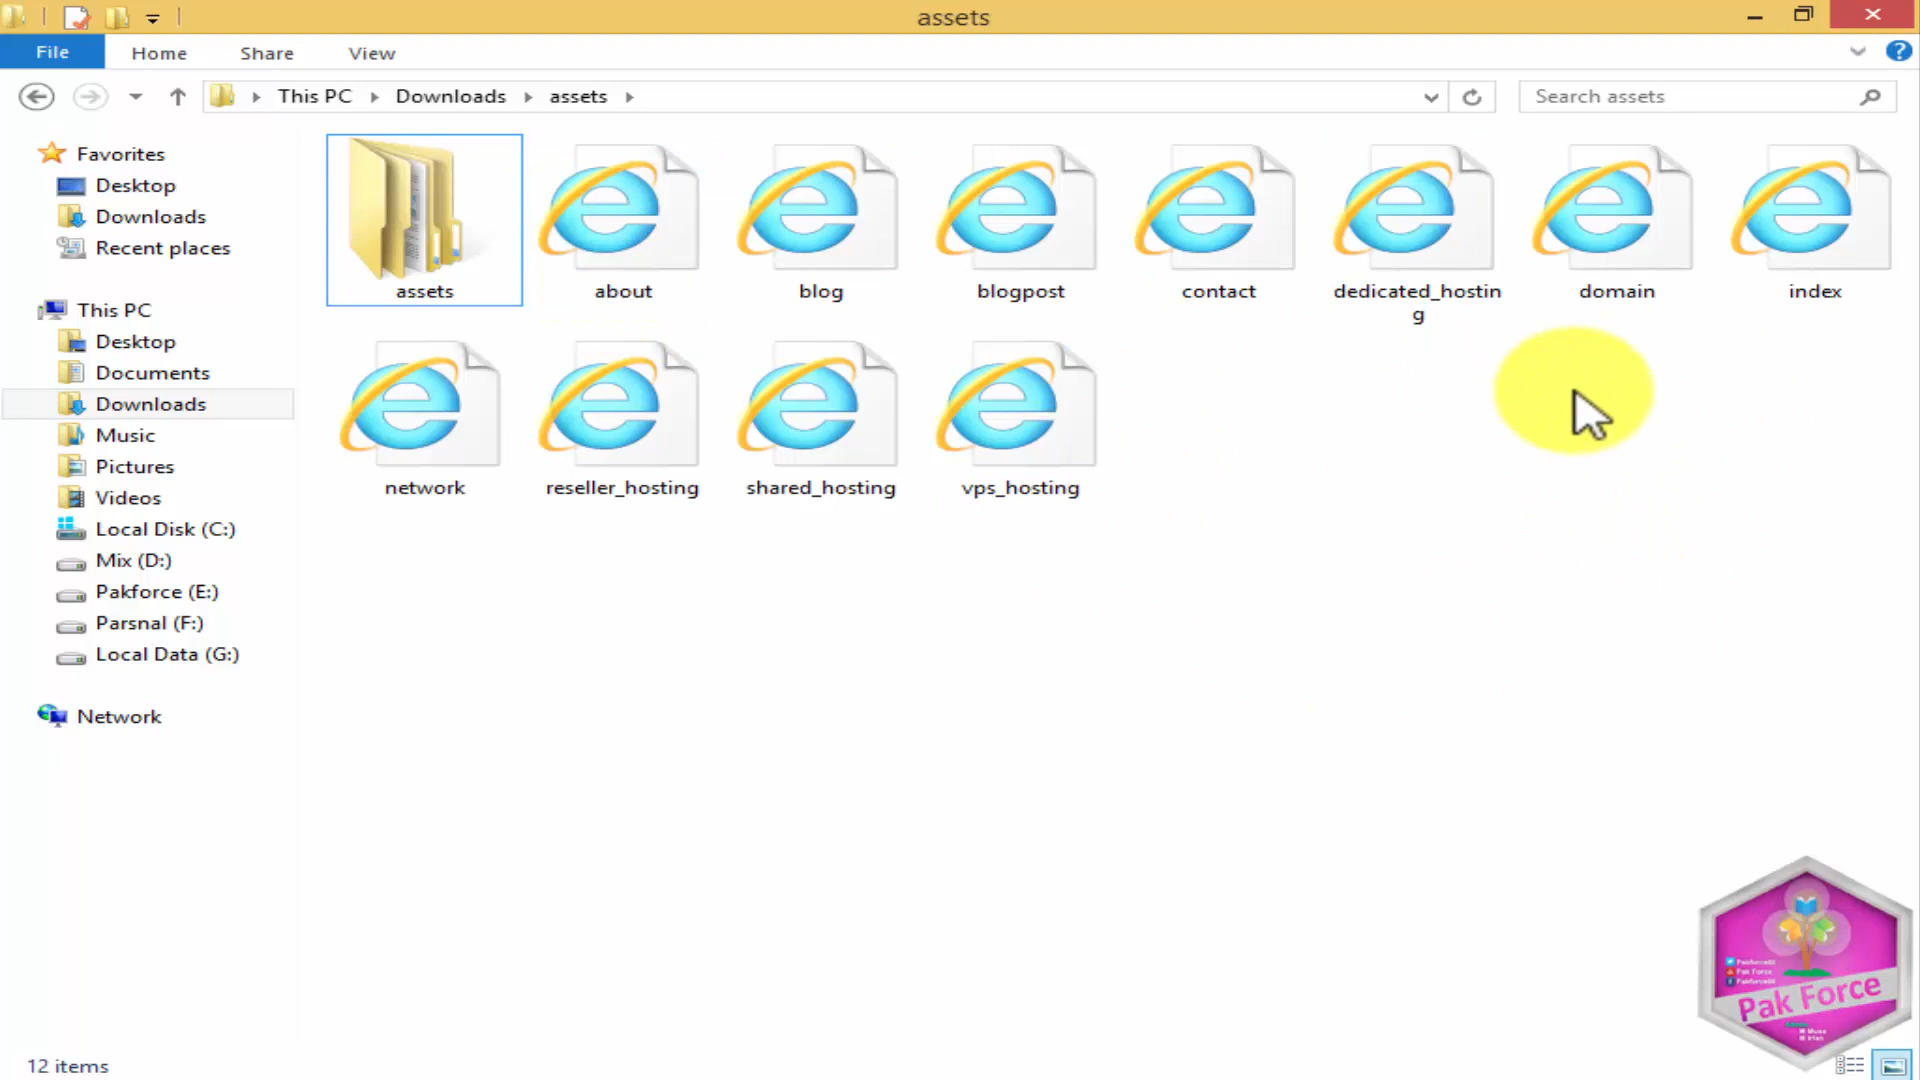 assets
File Home Share View
This PC Downloads assets
Search assets
Favorites
Desktop
Downloads
Recent places
This PC
Desktop
Documents
Downloads
Music
Pictures
Videos
Local Disk (C:)
Mix (D:)
Pakforce (E:)
Parsnal (F:)
Local Data (G:)
Network
assets about blog blogpost contact dedicated_hostin domain index
g
network reseller_hosting shared_hosting vps_hosting
Pak Force
Pak Force
12 items